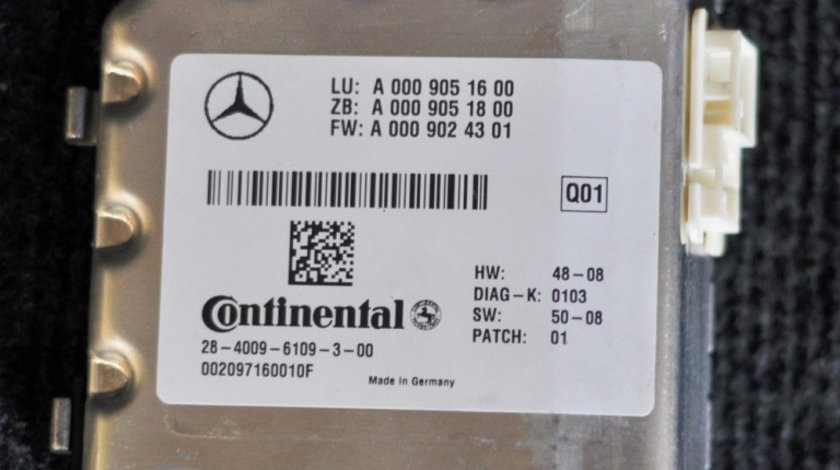 LU: A 000 905 16 00
ZB: A 000 905 18 00
FW: A 000 902 43 01
Q01
HW: 48-08
DIAG-K: 0103
SW: 50-08
PATCH: 01
Continental
28-4009-6109-3-00
002097160010F
Made in Germany